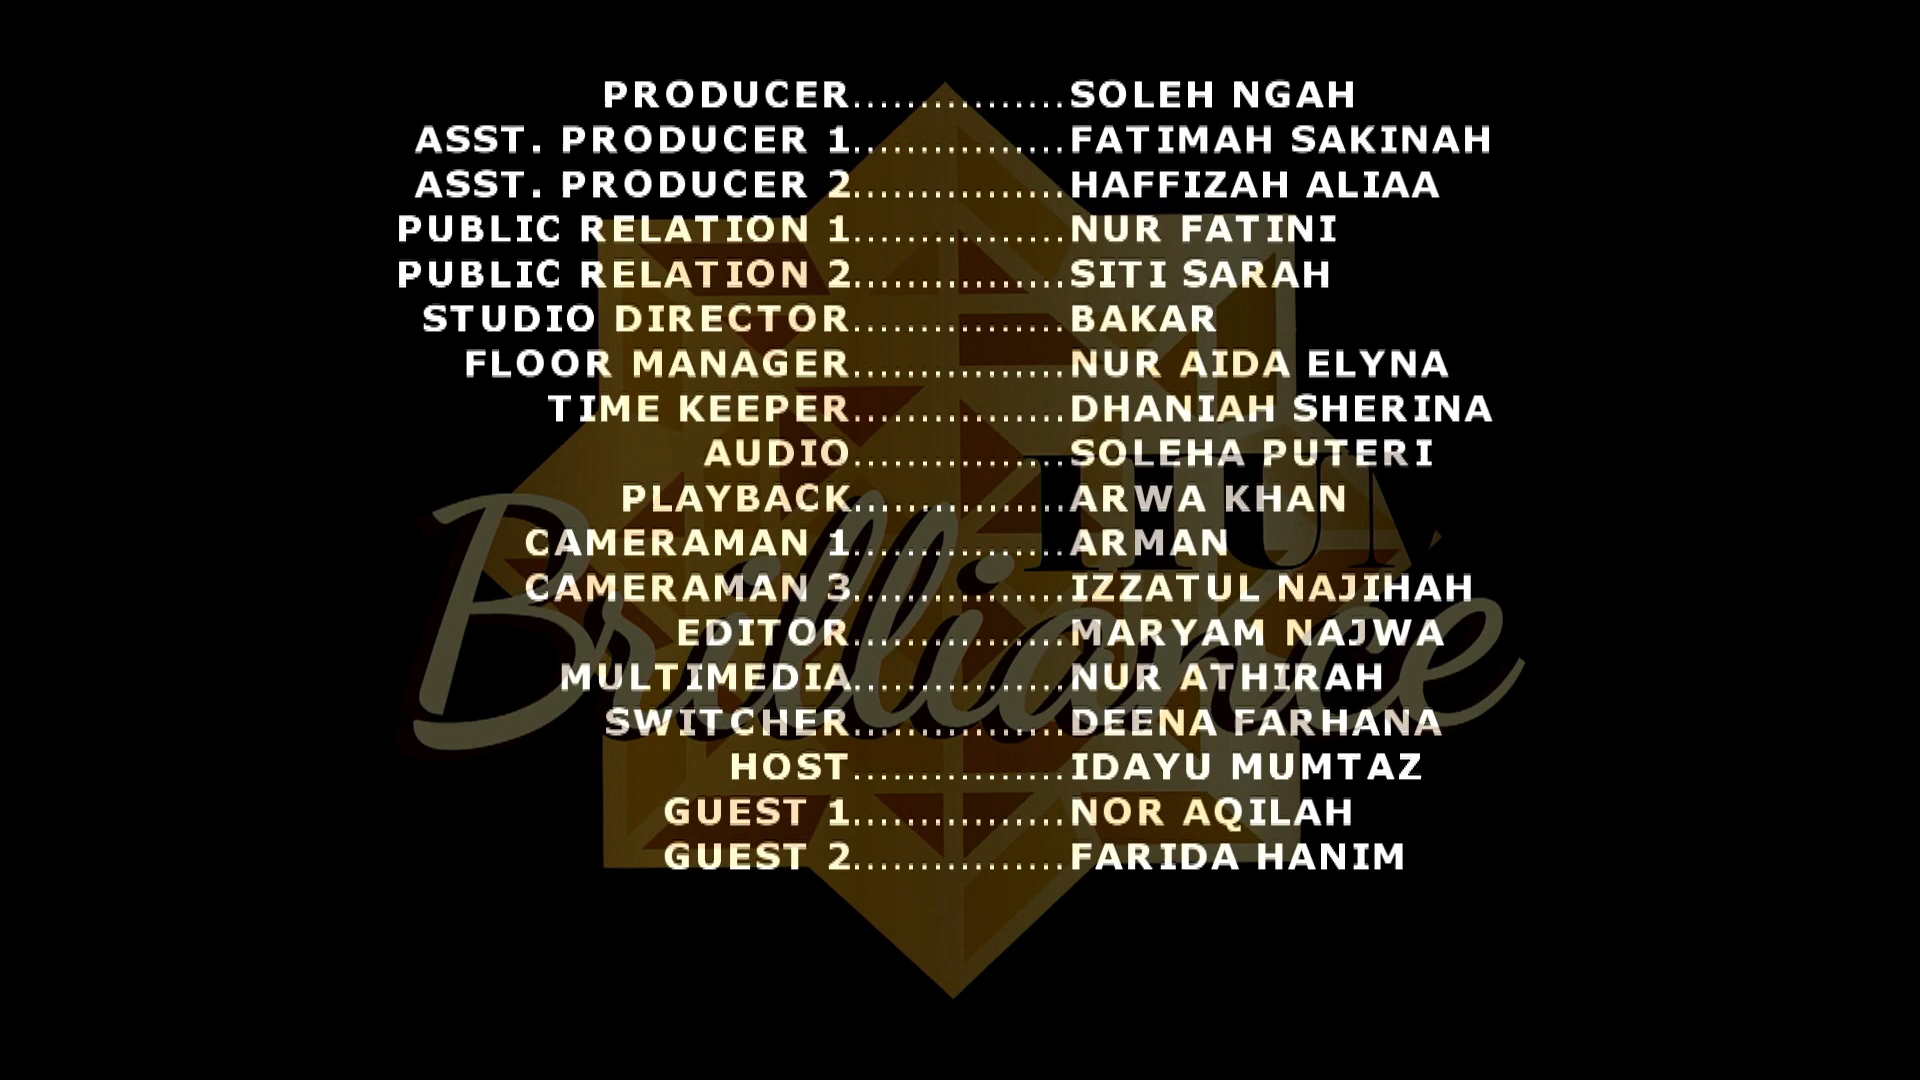 PRODUCER................SOLEH NGAH
ASST. PRODUCER 1................FATIMAH SAKINAH
ASST. PRODUCER 2................HAFFIZAH ALIAA
PUBLIC RELATION 1................NUR FATINI
PUBLIC RELATION 2................SITI SARAH
STUDIO DIRECTOR................BAKAR
FLOOR MANAGER................NUR AIDA ELYNA
TIME KEEPER................DHANIAH SHERINA
AUDIO................SOLEHA PUTERI
PLAYBACK................ARWA KHAN
CAMERAMAN 1................ARMAN
CAMERAMAN 3................IZZATUL NAJIHAH
EDITOR................MARYAM NAJWA
MULTIMEDIA................NUR ATHIRAH
SWITCHER................DEENA FARHANA
HOST................IDAYU MUMTAZ
GUEST 1................NOR AQILAH
GUEST 2................FARIDA HANIM
Brilliance